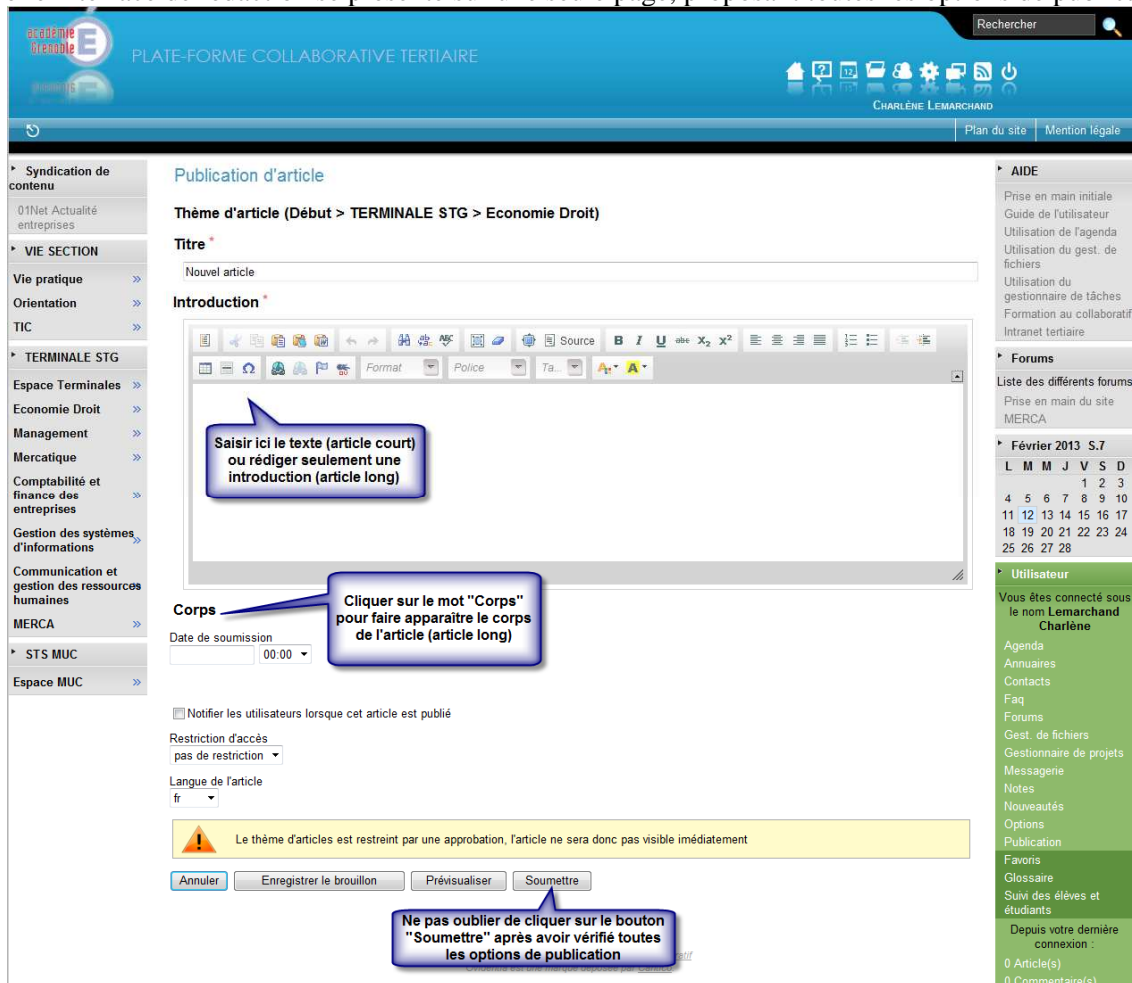 Rechercher
académie
Grenoble
E
PLATE-FORME COLLABORATIVE TERTIAIRE
CHARLÈNE LEMARCHAND
Plan du site
Mention légale
Syndication de
contenu
01Net Actualité
entreprises
VIE SECTION
Vie pratique »
Orientation »
TIC »
TERMINALE STG
Espace Terminales »
Economie Droit »
Management »
Mercatique »
Comptabilité et
finance des »
entreprises
Gestion des systèmes »
d'informations
Communication et
gestion des ressources
humaines
MERCA »
STS MUC
Espace MUC »
Publication d'article
Thème d'article (Début > TERMINALE STG > Economie Droit)
Titre *
Nouvel article
Introduction *
Source B I U abc X₂ X²
Ω Format Police Ta... A A
Saisir ici le texte (article court)
ou rédiger seulement une
introduction (article long)
Corps
Cliquer sur le mot "Corps"
pour faire apparaître le corps
de l'article (article long)
Date de soumission
00:00
Notifier les utilisateurs lorsque cet article est publié
Restriction d'accès
pas de restriction
Langue de l'article
fr
Le thème d'articles est restreint par une approbation, l'article ne sera donc pas visible imédiatement
Annuler Enregistrer le brouillon Prévisualiser Soumettre
Ne pas oublier de cliquer sur le bouton
"Soumettre" après avoir vérifié toutes
les options de publication
AIDE
Prise en main initiale
Guide de l'utilisateur
Utilisation de l'agenda
Utilisation du gest. de
fichiers
Utilisation du
gestionnaire de tâches
Formation au collaboratif
Intranet tertiaire
Forums
Liste des différents forums
Prise en main du site
MERCA
Février 2013 S.7
L M M J V S D
1 2 3
4 5 6 7 8 9 10
11 12 13 14 15 16 17
18 19 20 21 22 23 24
25 26 27 28
Utilisateur
Vous êtes connecté sous
le nom Lemarchand
Charlène
Agenda
Annuaires
Contacts
Faq
Forums
Gest. de fichiers
Gestionnaire de projets
Messagerie
Notes
Nouveautés
Options
Publication
Favoris
Glossaire
Suivi des élèves et
étudiants
Depuis votre dernière
connexion :
0 Article(s)
0 Commentaire(s)